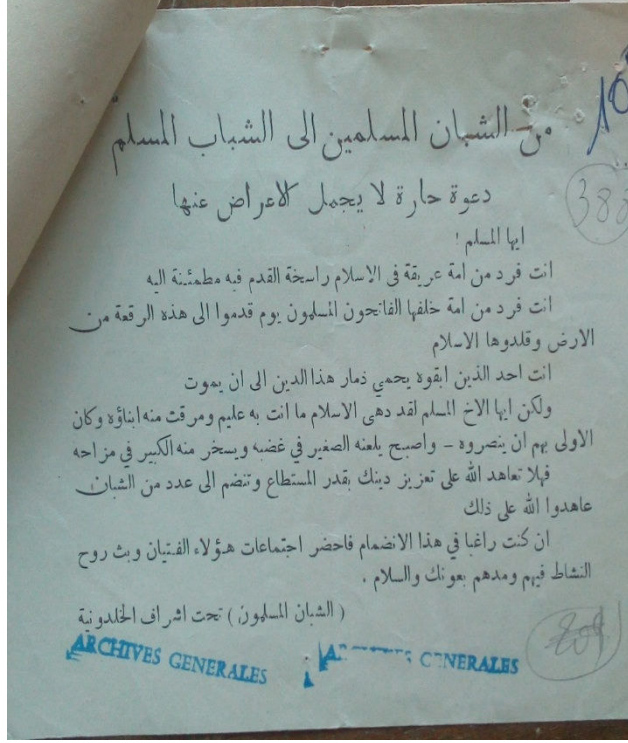 من الشبان المسلمين الى الشباب المسلم
دعوة حارة لا يجمل الاعراض عنها
ايها المسلم !
انت فرد من امة عريقة في الاسلام راسخة القدم فيه مطمئنة اليه
انت فرد من امة خلفها الفاتحون المسلمون يوم قدموا الى هذه الرقعة من
الارض وقلدوها الاسلام
انت احد الذين ابقوه يحمي ذمار هذا الدين الى ان يموت
ولكن ايها الاخ المسلم لقد دهى الاسلام ما انت به عليم ومرقت منه ابناؤه وكان
الاولى بهم ان ينصروه – واصبح يلعنه الصغير في غضبه ويسخر منه الكبير في مزاحه
فهلا تعاهد الله على تعزيز دينك بقدر المستطاع وتنضم الى عدد من الشبان
عاهدوا الله على ذلك
ان كنت راغبا في هذا الانضمام فاحضر اجتماعات هؤلاء الفتيان وبث روح
النشاط فيهم ومدهم بعونك والسلام .
( الشبان المسلمون ) تحت اشراف الخلدونية
ARCHIVES GENERALES
GENERALES
10
388